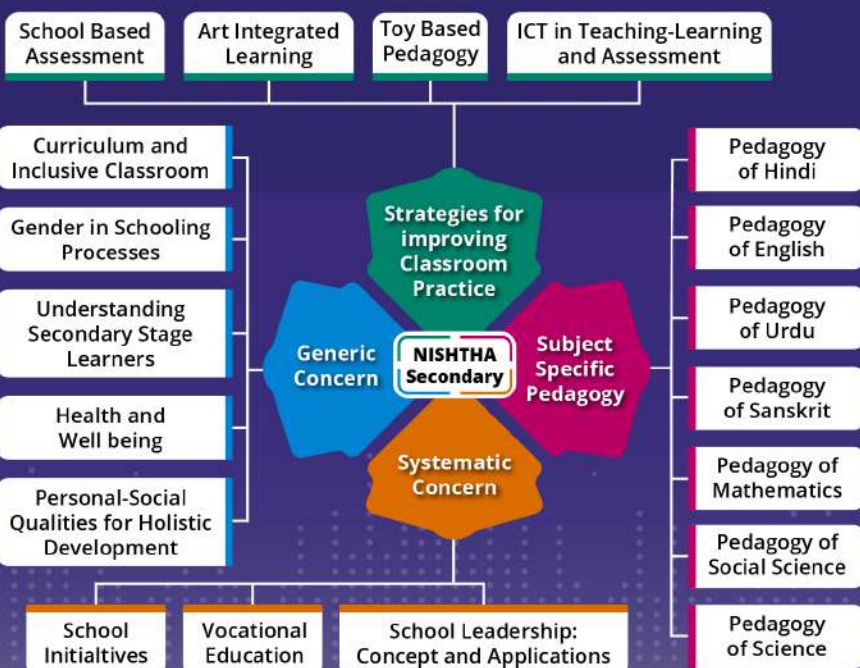 School Based
Assessment
Art Integrated
Learning
Toy Based
Pedagogy
ICT in Teaching-Learning
and Assessment
Curriculum and
Inclusive Classroom
Gender in Schooling
Processes
Understanding
Secondary Stage
Learners
Health and
Well being
Personal-Social
Qualities for Holistic
Development
Strategies for
improving
Classroom
Practice
Generic
Concern
NISHTHA
Secondary
Subject
Specific
Pedagogy
Systematic
Concern
Pedagogy
of Hindi
Pedagogy
of English
Pedagogy
of Urdu
Pedagogy
of Sanskrit
Pedagogy of
Mathematics
Pedagogy of
Social Science
Pedagogy
of Science
School
Initialtives
Vocational
Education
School Leadership:
Concept and Applications